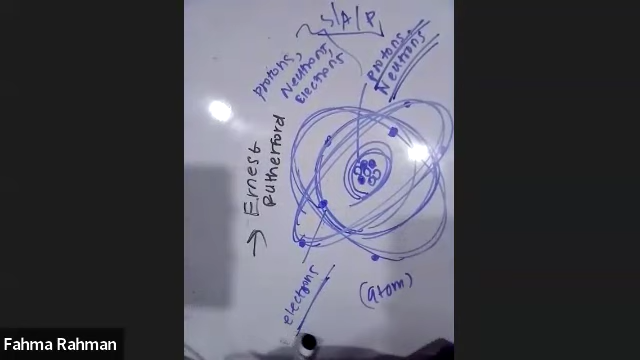 S/A/P
Protons,
Neutrons,
Electrons
Protons,
Neutrons
→ Ernest
Rutherford
electrons
(atom)
Fahma Rahman